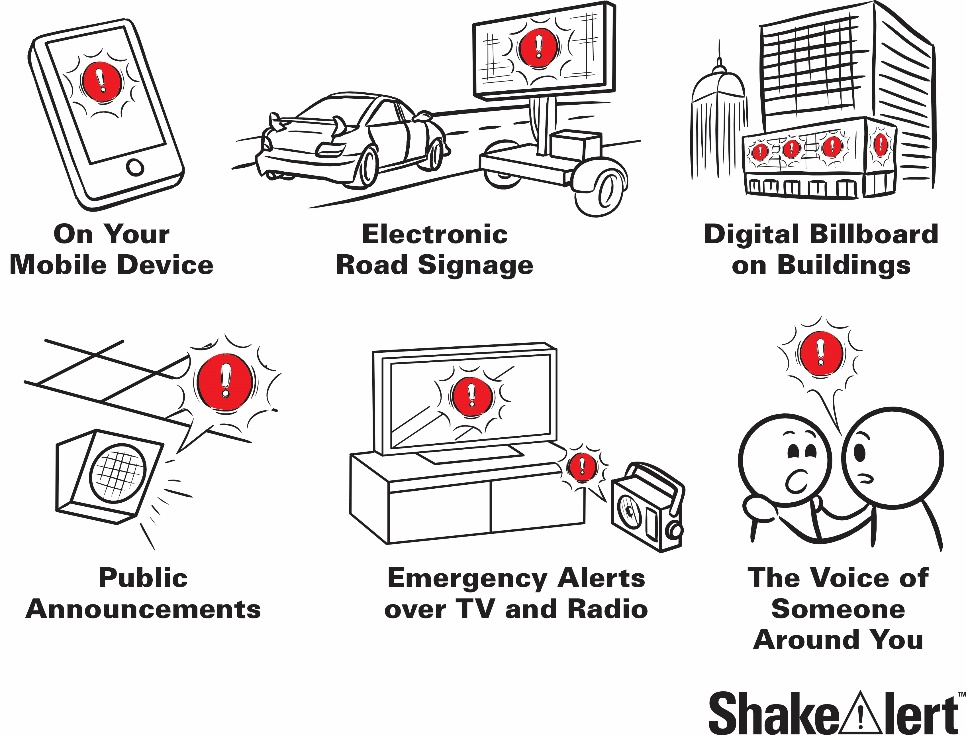 On Your
Mobile Device
Electronic
Road Signage
Digital Billboard
on Buildings
Public
Announcements
Emergency Alerts
over TV and Radio
The Voice of
Someone
Around You
ShakeAlert™